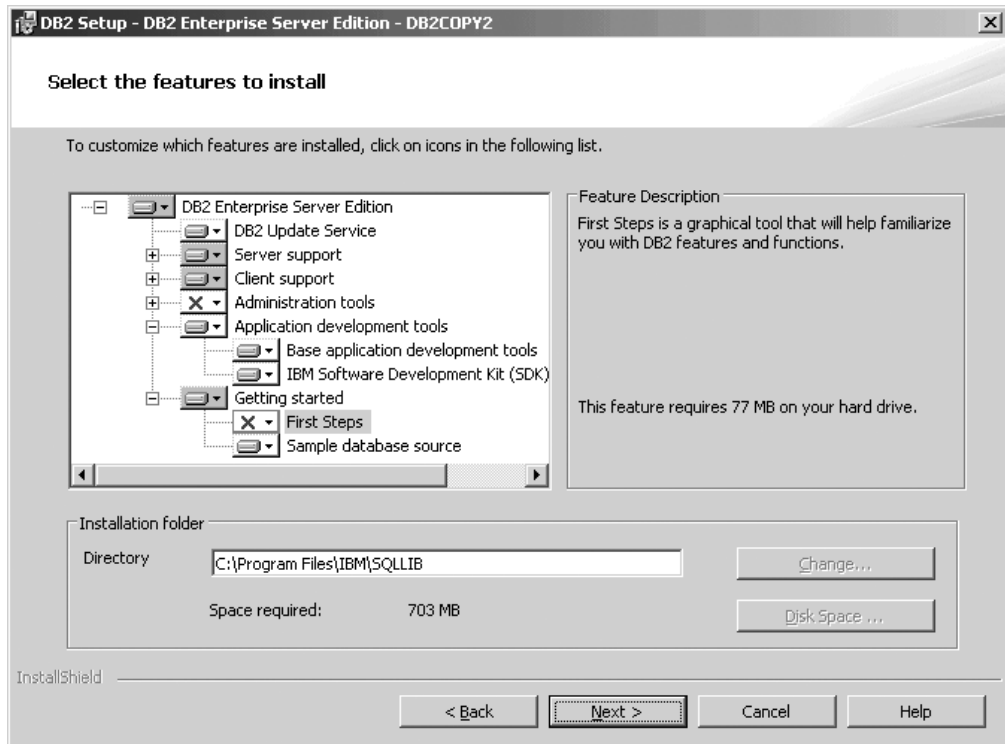 DB2 Setup - DB2 Enterprise Server Edition - DB2COPY2
Select the features to install
To customize which features are installed, click on icons in the following list.
DB2 Enterprise Server Edition
DB2 Update Service
Server support
Client support
Administration tools
Application development tools
Base application development tools
IBM Software Development Kit (SDK)
Getting started
First Steps
Sample database source
Feature Description
First Steps is a graphical tool that will help familiarize
you with DB2 features and functions.
This feature requires 77 MB on your hard drive.
Installation folder
Directory
C:\Program Files\IBM\SQLLIB
Change...
Space required: 703 MB
Disk Space ...
InstallShield
< Back
Next >
Cancel
Help